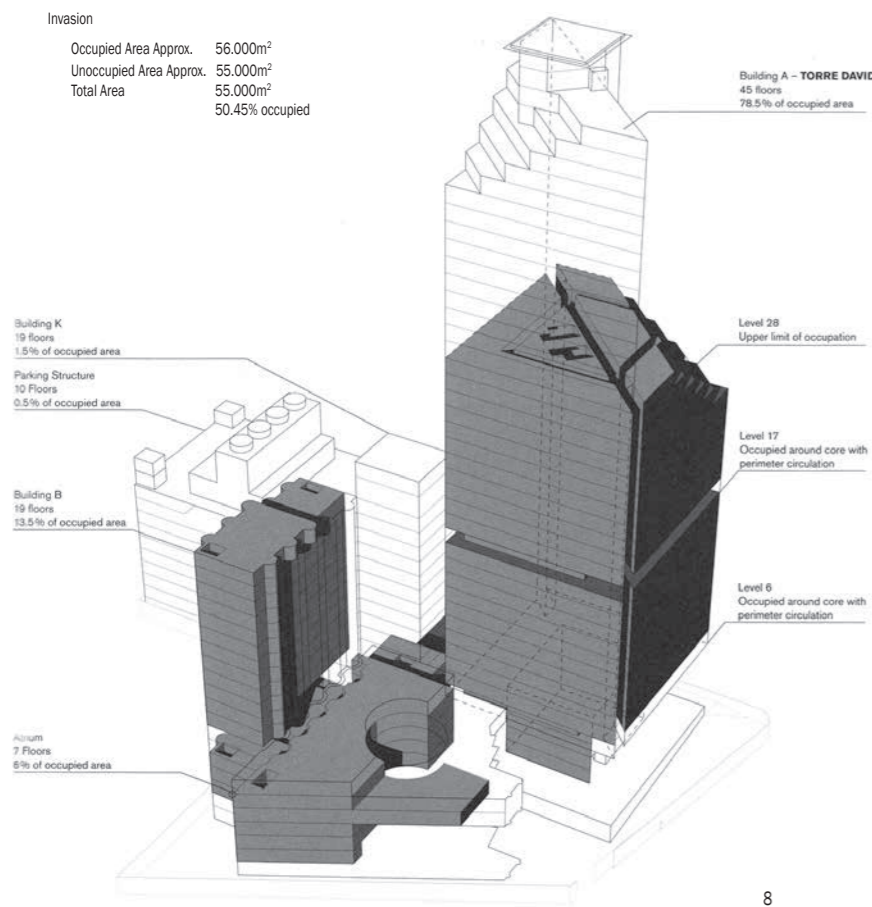 Invasion
Occupied Area Approx. 56.000m²
Unoccupied Area Approx. 55.000m²
Total Area 55.000m²
50.45% occupied
Building A – TORRE DAVID
45 floors
78.5% of occupied area
Building K
19 floors
1.5% of occupied area
Parking Structure
10 Floors
0.5% of occupied area
Building B
19 floors
13.5% of occupied area
Atrium
7 Floors
6% of occupied area
Level 28
Upper limit of occupation
Level 17
Occupied around core with
perimeter circulation
Level 6
Occupied around core with
perimeter circulation
8